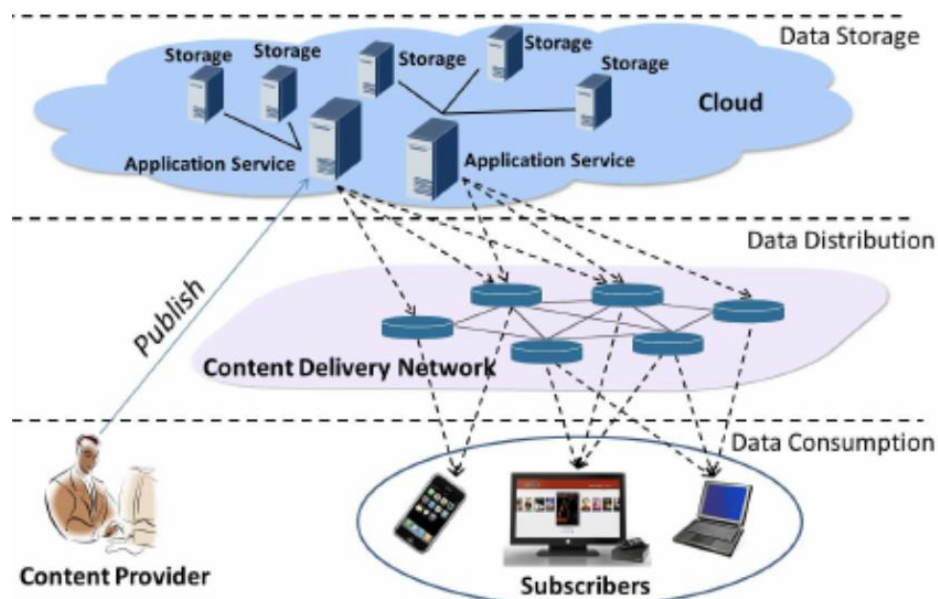 Data Storage
Storage
Storage
Storage
Storage
Storage
Cloud
Application Service
Application Service
Data Distribution
Publish
Content Delivery Network
Data Consumption
Content Provider
Subscribers